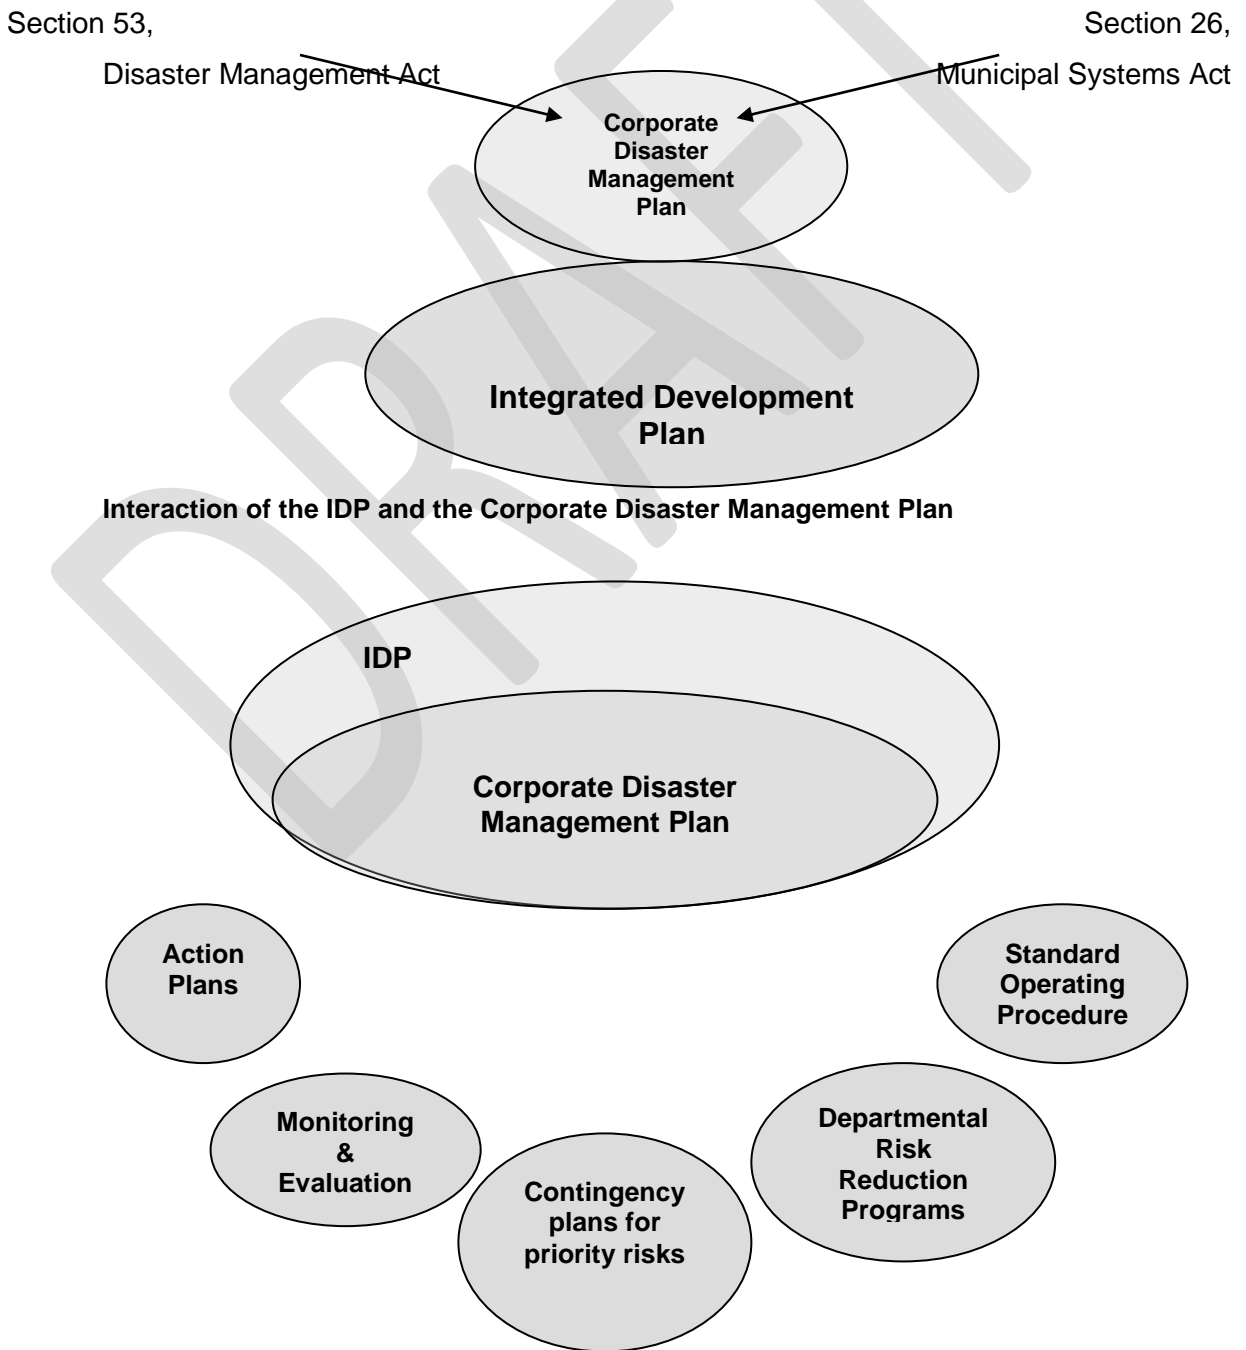 Section 53,
Section 26,
Disaster Management Act
Municipal Systems Act
Corporate
Disaster
Management
Plan
Integrated Development
Plan
Interaction of the IDP and the Corporate Disaster Management Plan
IDP
Corporate Disaster
Management Plan
Action
Plans
Standard
Operating
Procedure
Monitoring
&
Evaluation
Departmental
Risk
Reduction
Programs
Contingency
plans for
priority risks
DRAFT